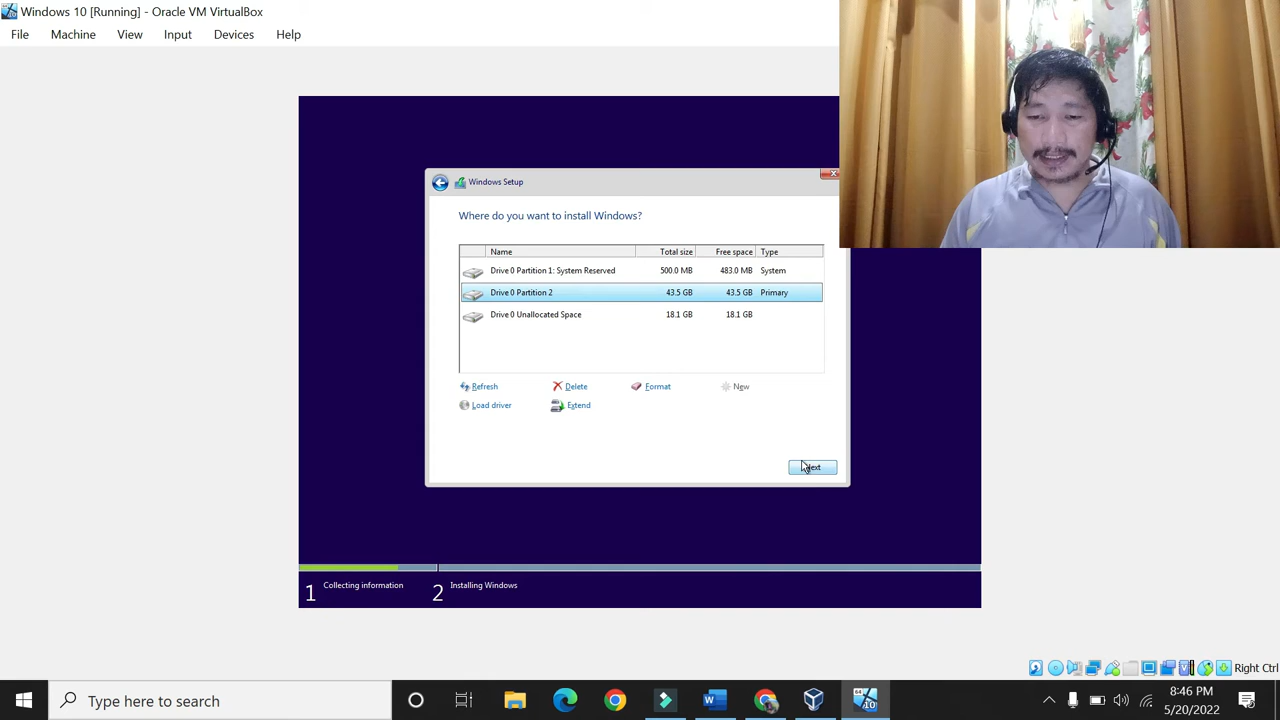 Windows 10 [Running] - Oracle VM VirtualBox
File Machine View Input Devices Help
Windows Setup
Where do you want to install Windows?
Name Total size Free space Type
Drive 0 Partition 1: System Reserved 500.0 MB 483.0 MB System
Drive 0 Partition 2 43.5 GB 43.5 GB Primary
Drive 0 Unallocated Space 18.1 GB 18.1 GB
Refresh Delete Format New
Load driver Extend
Next
1 Collecting information 2 Installing Windows
Right Ctrl
Type here to search
8:46 PM
5/20/2022